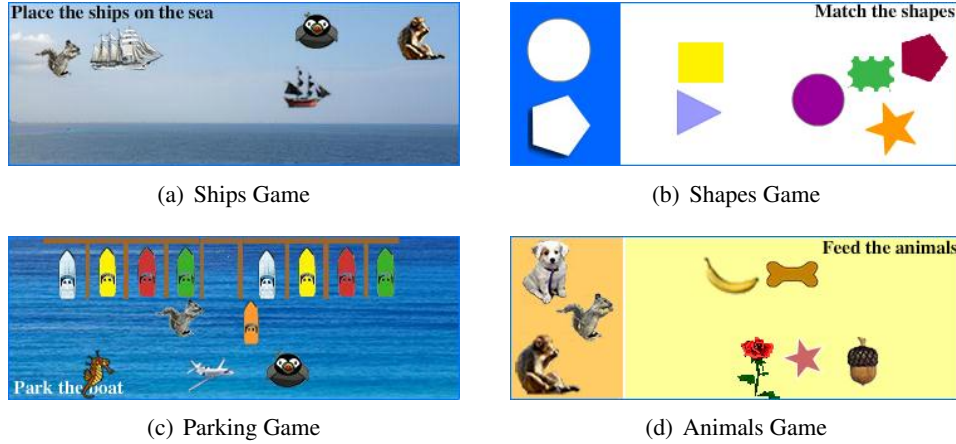 Place the ships on the sea
Match the shapes
(a) Ships Game
(b) Shapes Game
Feed the animals
Park the boat
(c) Parking Game
(d) Animals Game